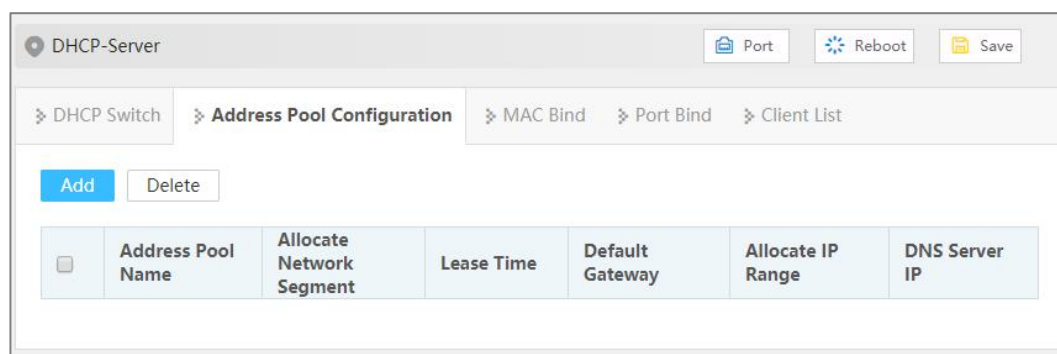 DHCP-Server Port Reboot Save
DHCP Switch Address Pool Configuration MAC Bind Port Bind Client List
Add Delete
Address Pool Name Allocate Network Segment Lease Time Default Gateway Allocate IP Range DNS Server IP